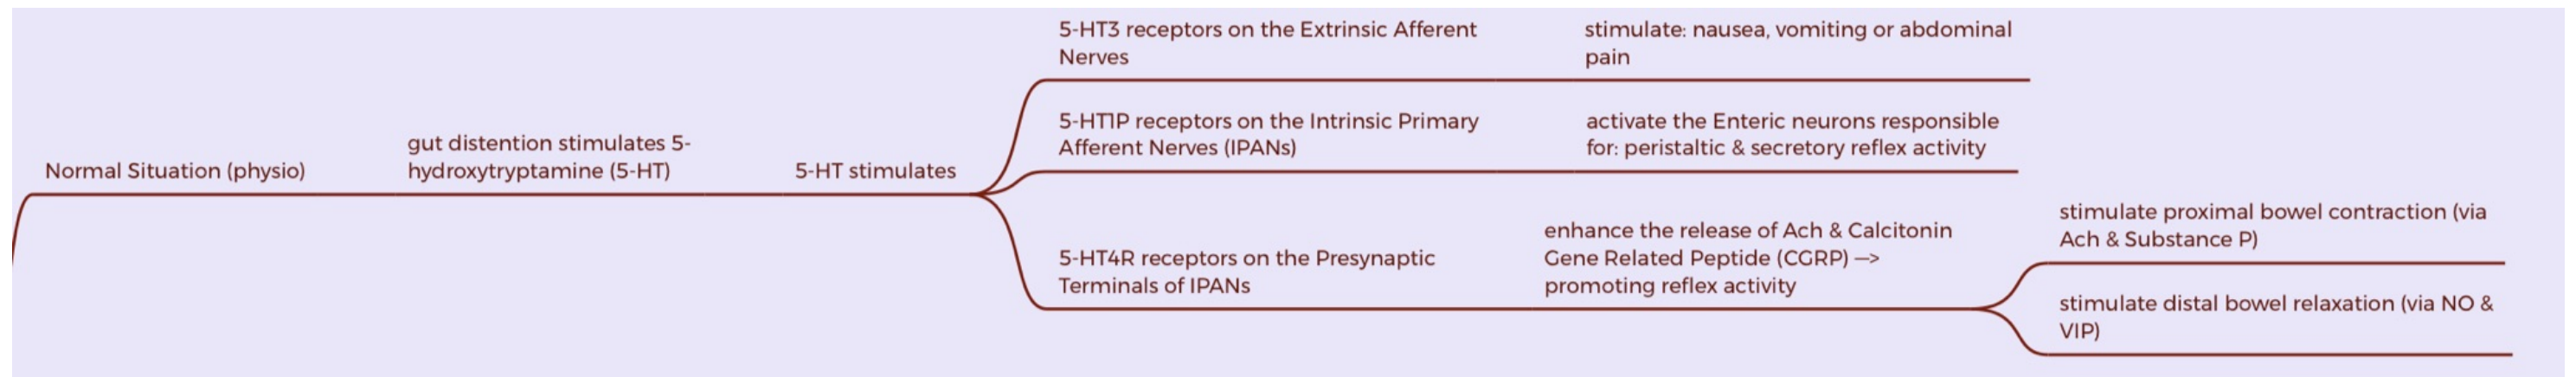 Normal Situation (physio)
gut distention stimulates 5-
hydroxytryptamine (5-HT)
5-HT stimulates
5-HT3 receptors on the Extrinsic Afferent
Nerves
stimulate: nausea, vomiting or abdominal
pain
5-HT1P receptors on the Intrinsic Primary
Afferent Nerves (IPANs)
activate the Enteric neurons responsible
for: peristaltic & secretory reflex activity
5-HT4R receptors on the Presynaptic
Terminals of IPANs
enhance the release of Ach & Calcitonin
Gene Related Peptide (CGRP) —>
promoting reflex activity
stimulate proximal bowel contraction (via
Ach & Substance P)
stimulate distal bowel relaxation (via NO &
VIP)